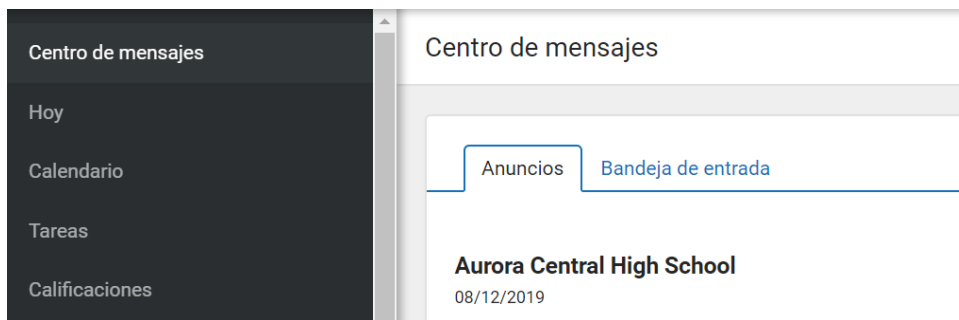 Centro de mensajes
Hoy
Calendario
Tareas
Calificaciones
Centro de mensajes
Anuncios
Bandeja de entrada
Aurora Central High School
08/12/2019